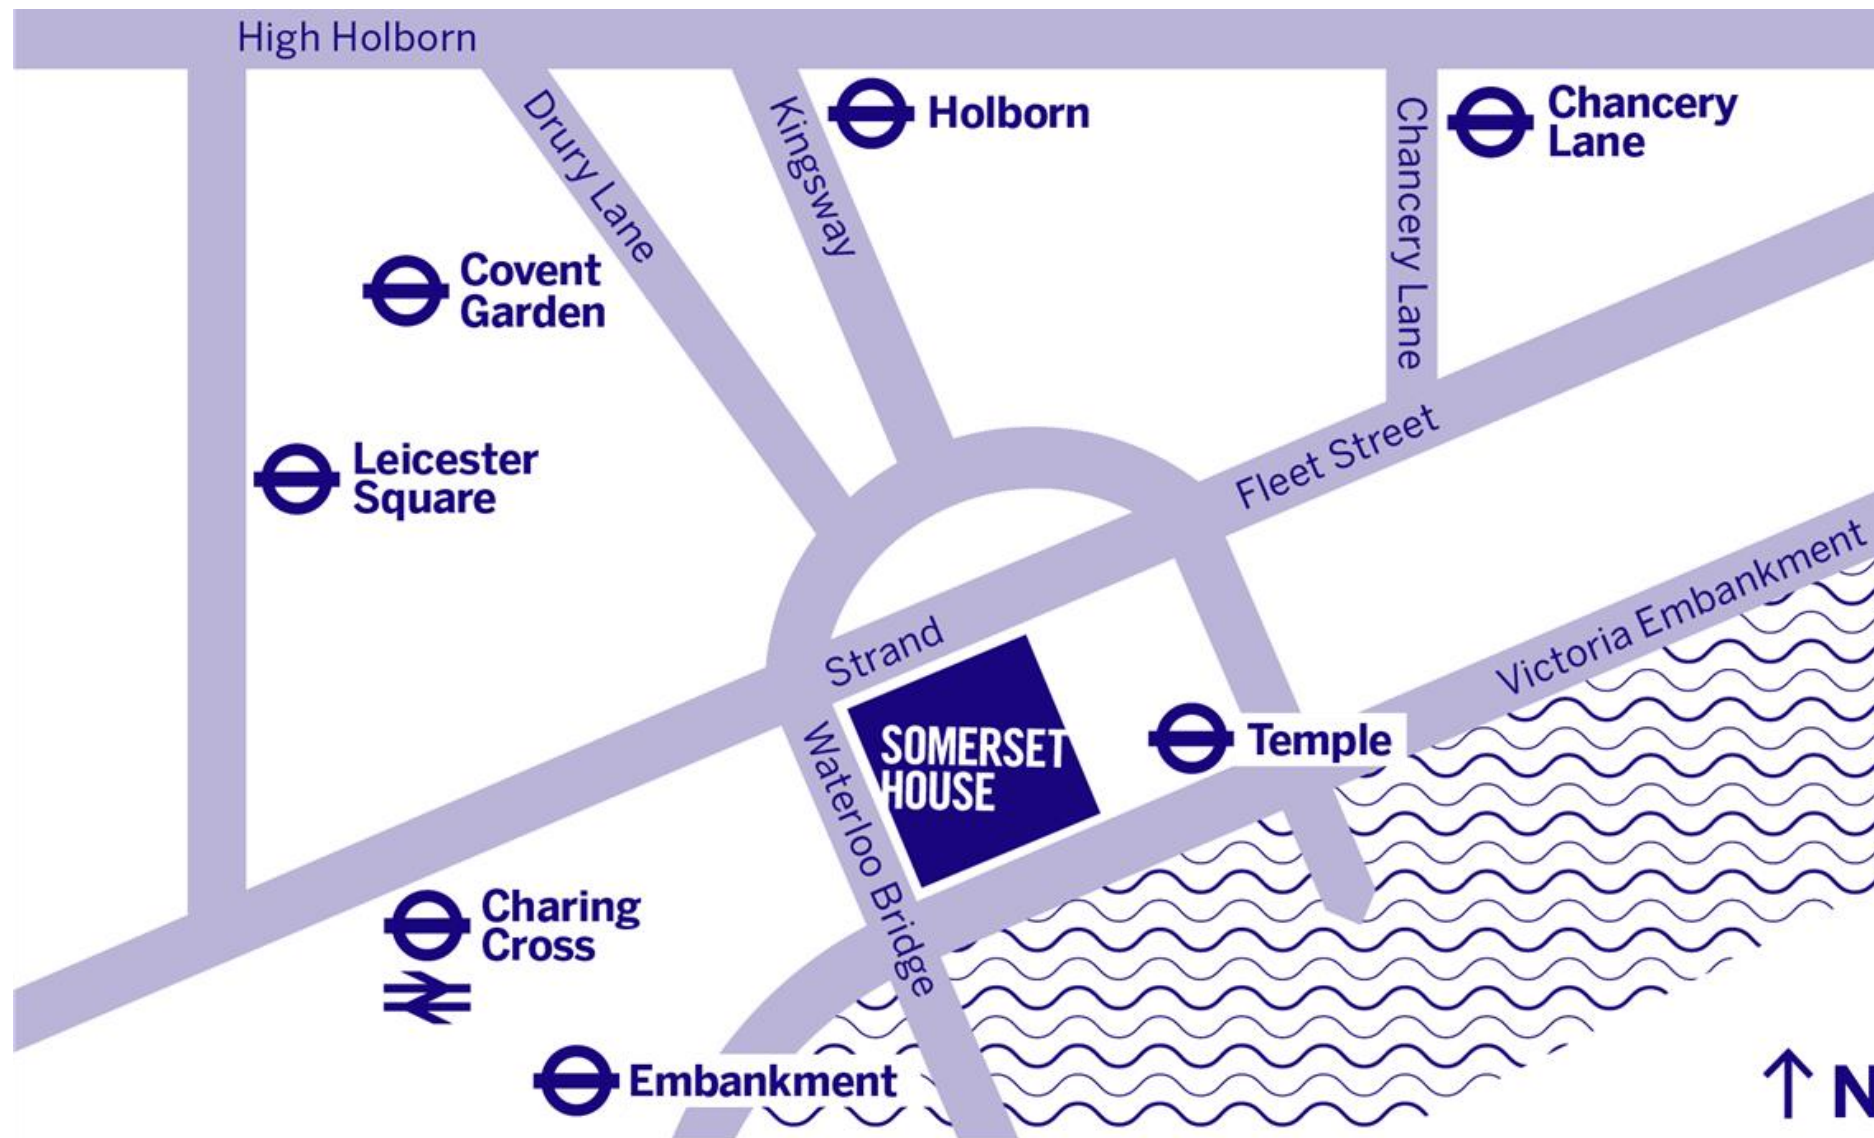 High Holborn
Drury Lane
Kingsway
Holborn
Chancery Lane
Chancery
Lane
Covent
Garden
Leicester
Square
Fleet Street
Strand
Victoria Embankment
SOMERSET
HOUSE
Temple
Waterloo Bridge
Charing
Cross
Embankment
N